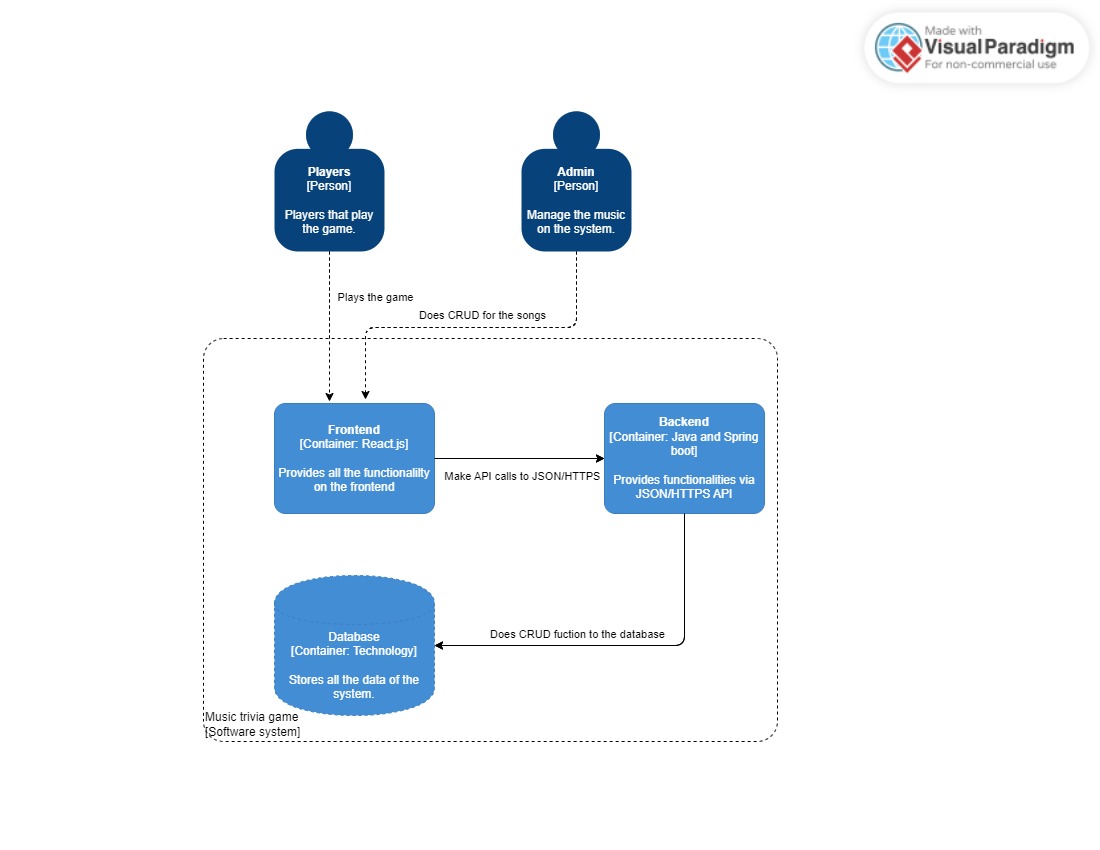 Made with
Visual Paradigm
For non-commercial use
Players
[Person]
Players that play
the game.
Admin
[Person]
Manage the music
on the system.
Plays the game
Does CRUD for the songs
Frontend
[Container: React.js]
Provides all the functionalilty
on the frontend
Make API calls to JSON/HTTPS
Backend
[Container: Java and Spring
boot]
Provides functionalities via
JSON/HTTPS API
Does CRUD fuction to the database
Database
[Container: Technology]
Stores all the data of the
system.
Music trivia game
[Software system]